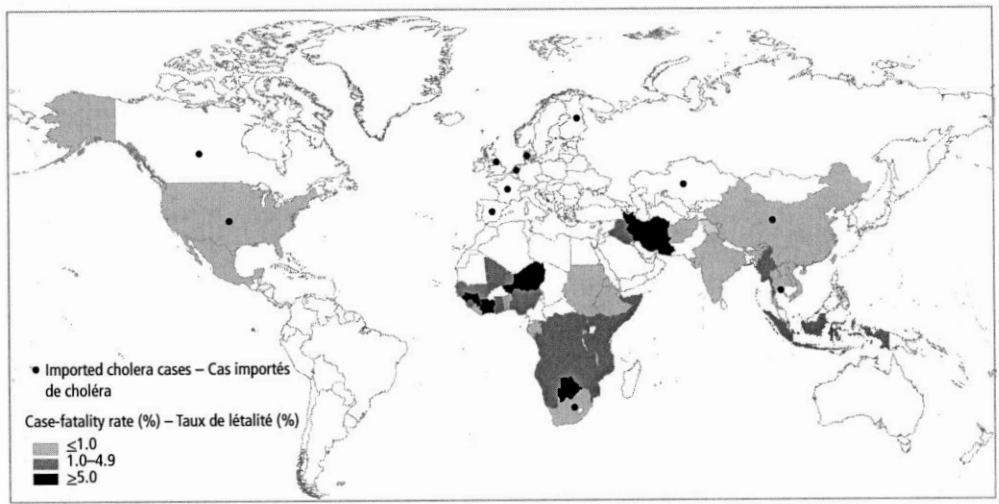 Imported cholera cases – Cas importés
de choléra
Case-fatality rate (%) – Taux de létalité (%)
≤1.0
1.0–4.9
≥5.0